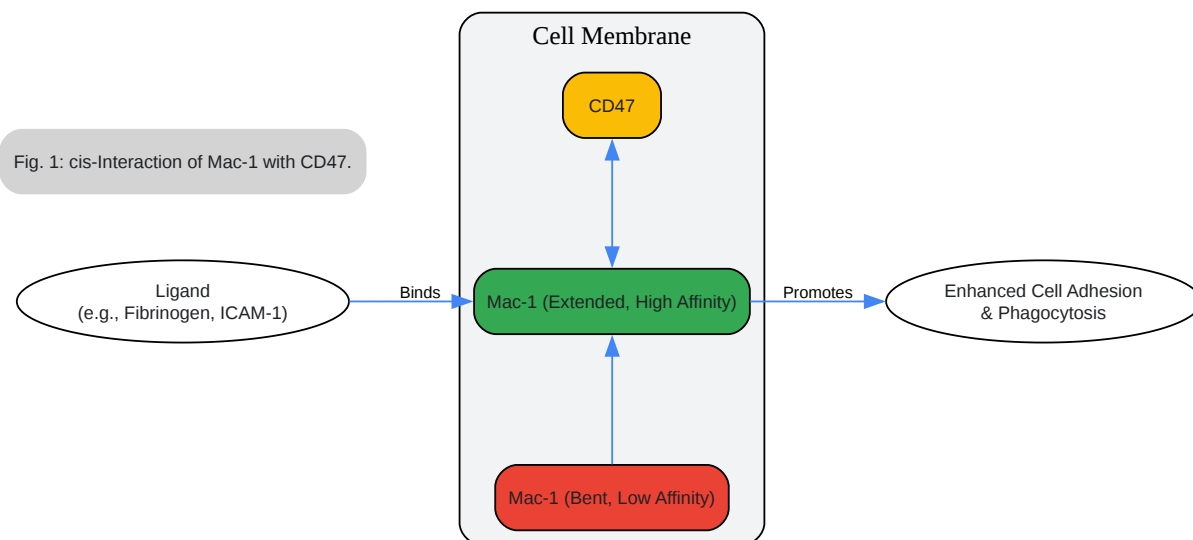 Cell Membrane
CD47
Fig. 1: cis-Interaction of Mac-1 with CD47.
Ligand
(e.g., Fibrinogen, ICAM-1)
Binds
Mac-1 (Extended, High Affinity)
Promotes
Enhanced Cell Adhesion
& Phagocytosis
Mac-1 (Bent, Low Affinity)